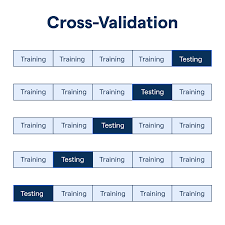 Cross-Validation
Training Training Training Training Testing
Training Training Training Testing Training
Training Training Testing Training Training
Training Testing Training Training Training
Testing Training Training Training Training